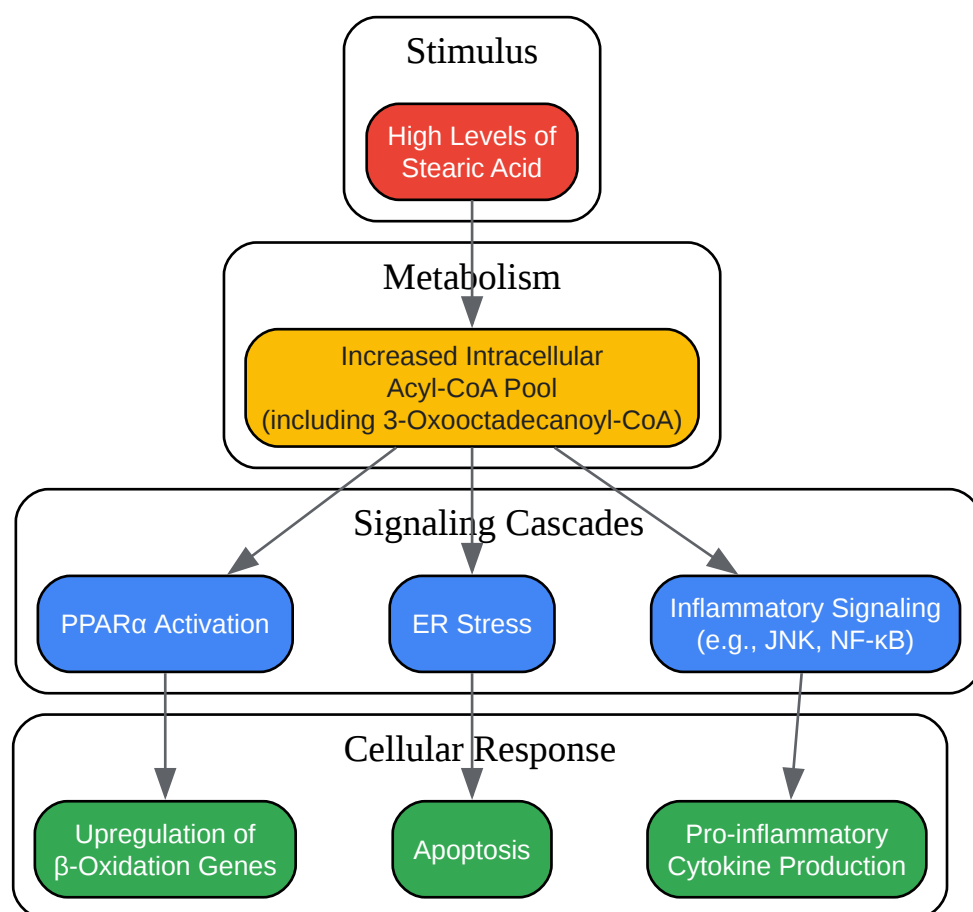 Stimulus
High Levels of
Stearic Acid
Metabolism
Increased Intracellular
Acyl-CoA Pool
(including 3-Oxooctadecanoyl-CoA)
Signaling Cascades
PPARα Activation
ER Stress
Inflammatory Signaling
(e.g., JNK, NF-κB)
Cellular Response
Upregulation of
β-Oxidation Genes
Apoptosis
Pro-inflammatory
Cytokine Production